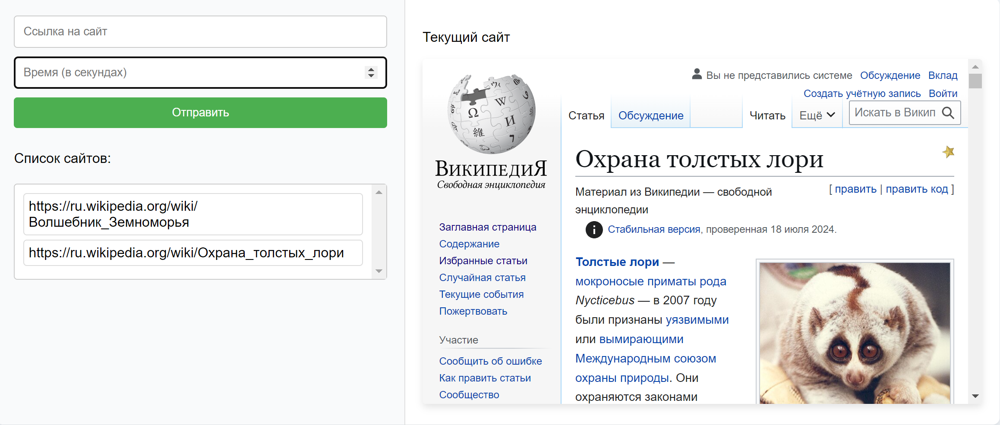 Ссылка на сайт
Время (в секундах)
Отправить
Список сайтов:
https://ru.wikipedia.org/wiki/
Волшебник_Земноморья
https://ru.wikipedia.org/wiki/Охрана_толстых_лори
Текущий сайт
Ω
W
И
維
ВикипедиЯ
Свободная энциклопедия
Заглавная страница
Содержание
Избранные статьи
Случайная статья
Текущие события
Пожертвовать
Участие
Сообщить об ошибке
Как править статьи
Сообщество
Вы не представились системе Обсуждение Вклад
Создать учётную запись Войти
Статья Обсуждение Читать Ещё Искать в Викип
Охрана толстых лори
[ править | править код ]
Материал из Википедии — свободной
энциклопедии
Стабильная версия, проверенная 18 июля 2024.
Толстые лори —
мокроносые приматы рода
Nycticebus — в 2007 году
были признаны уязвимыми
или вымирающими
Международным союзом
охраны природы. Они
охраняются законами